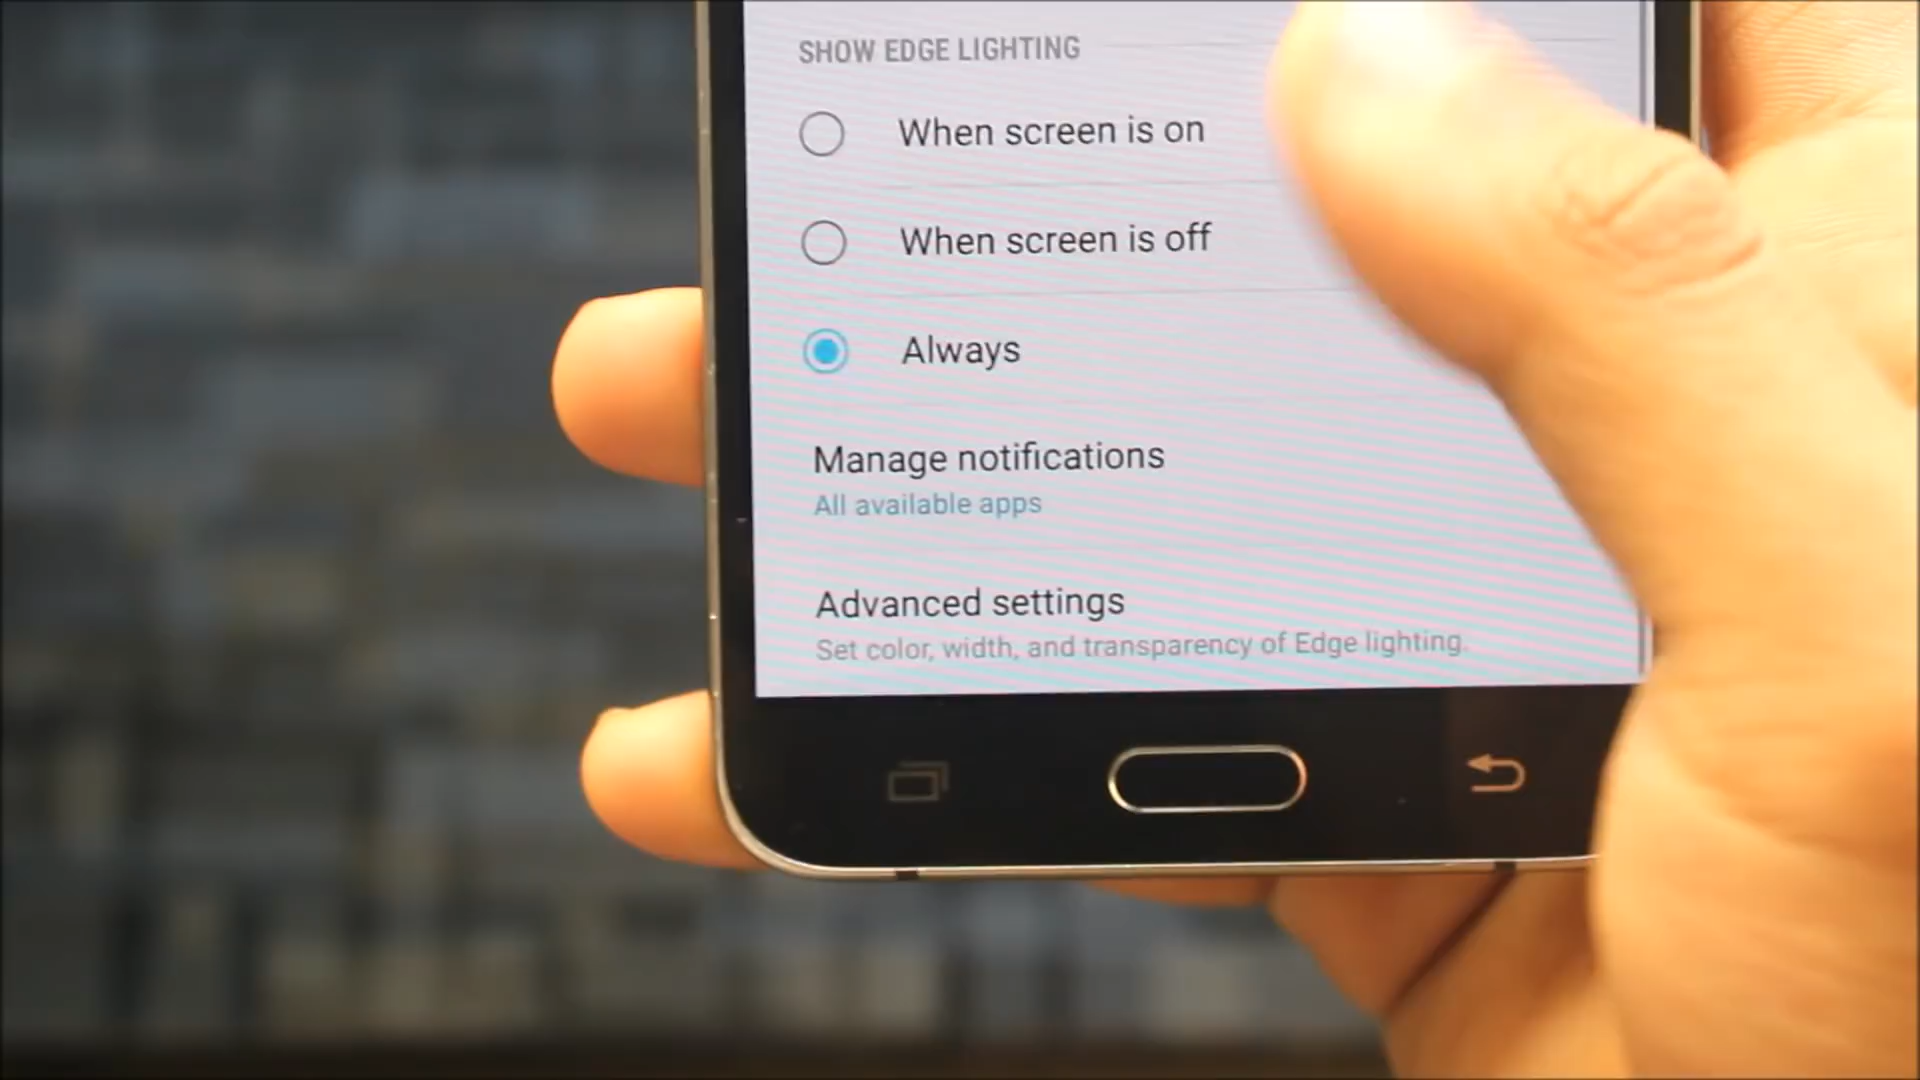 SHOW EDGE LIGHTING
When screen is on
When screen is off
Always
Manage notifications
All available apps
Advanced settings
Set color, width, and transparency of Edge lighting.